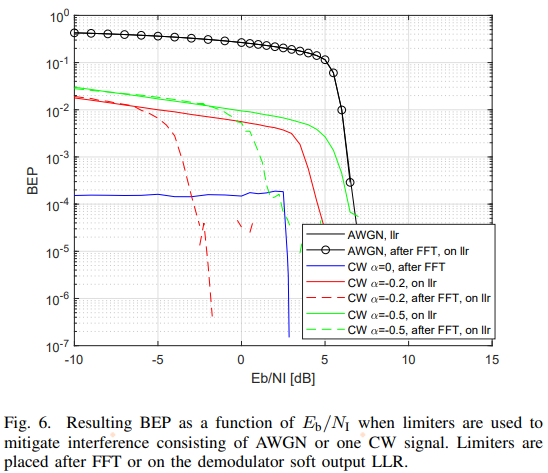 10^0
10^-1
10^-2
10^-3
10^-4
10^-5
10^-6
10^-7
BEP
-10 -5 0 5 10 15
Eb/NI [dB]
AWGN, llr
AWGN, after FFT, on llr
CW α=0, after FFT
CW α=-0.2, on llr
CW α=-0.2, after FFT, on llr
CW α=-0.5, on llr
CW α=-0.5, after FFT, on llr
Fig. 6. Resulting BEP as a function of E_b/N_I when limiters are used to
mitigate interference consisting of AWGN or one CW signal. Limiters are
placed after FFT or on the demodulator soft output LLR.